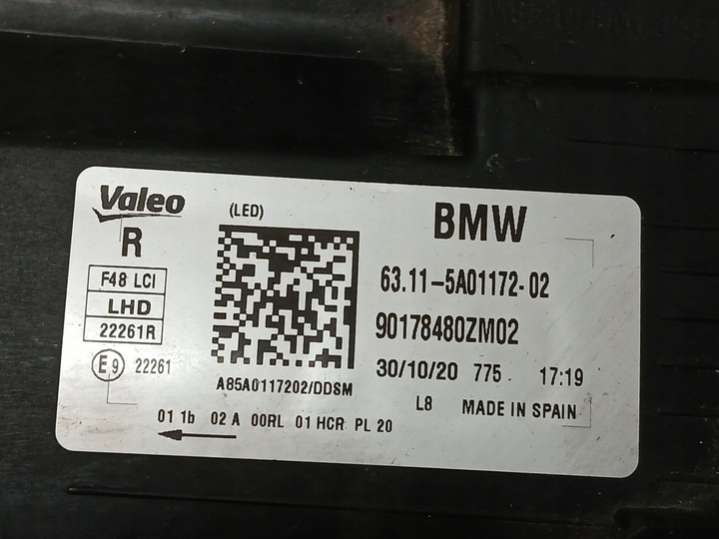 Valeo
(LED)
BMW
R
F48 LCI
LHD
22261R
E9 22261
63.11-5A01172-02
90178480ZM02
30/10/20 775 17:19
A85A0117202/DDSM
L8 MADE IN SPAIN
01 1b 02 A 00RL 01 HCR PL 20